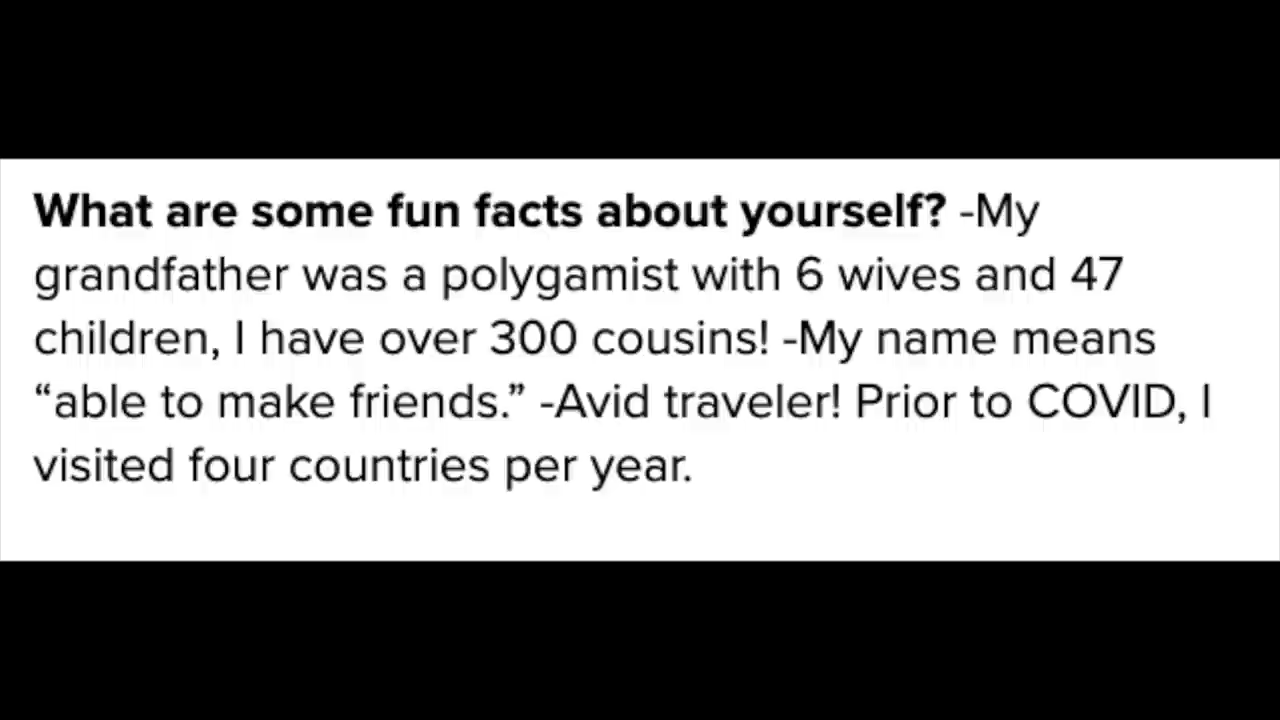 What are some fun facts about yourself? -My
grandfather was a polygamist with 6 wives and 47
children, I have over 300 cousins! -My name means
“able to make friends.” -Avid traveler! Prior to COVID, I
visited four countries per year.